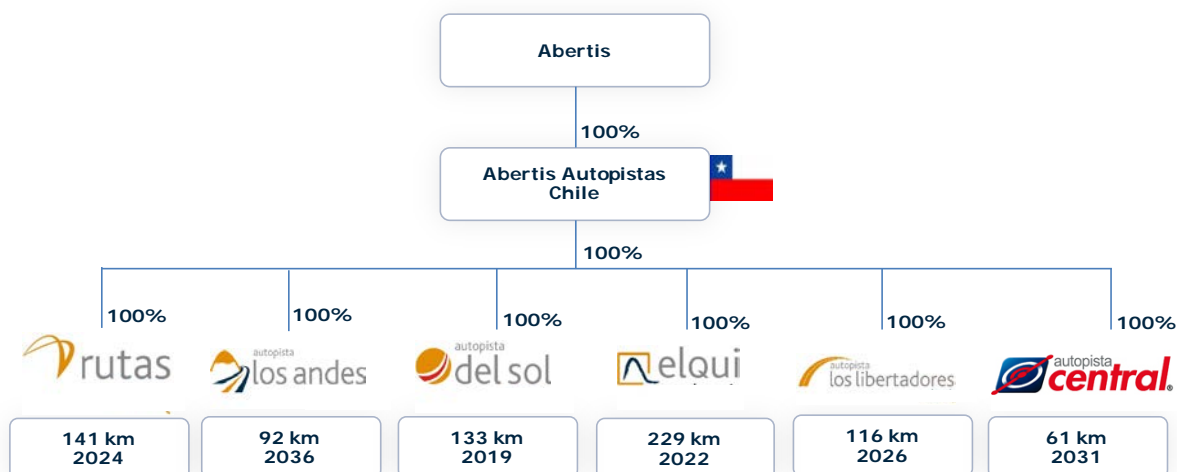 Abertis
100%
Abertis Autopistas
Chile
100%
100%
100%
100%
100%
100%
100%
rutas
autopista
los andes
autopista
del sol
elqui
autopista
los libertadores
autopista
central®
141 km
2024
92 km
2036
133 km
2019
229 km
2022
116 km
2026
61 km
2031